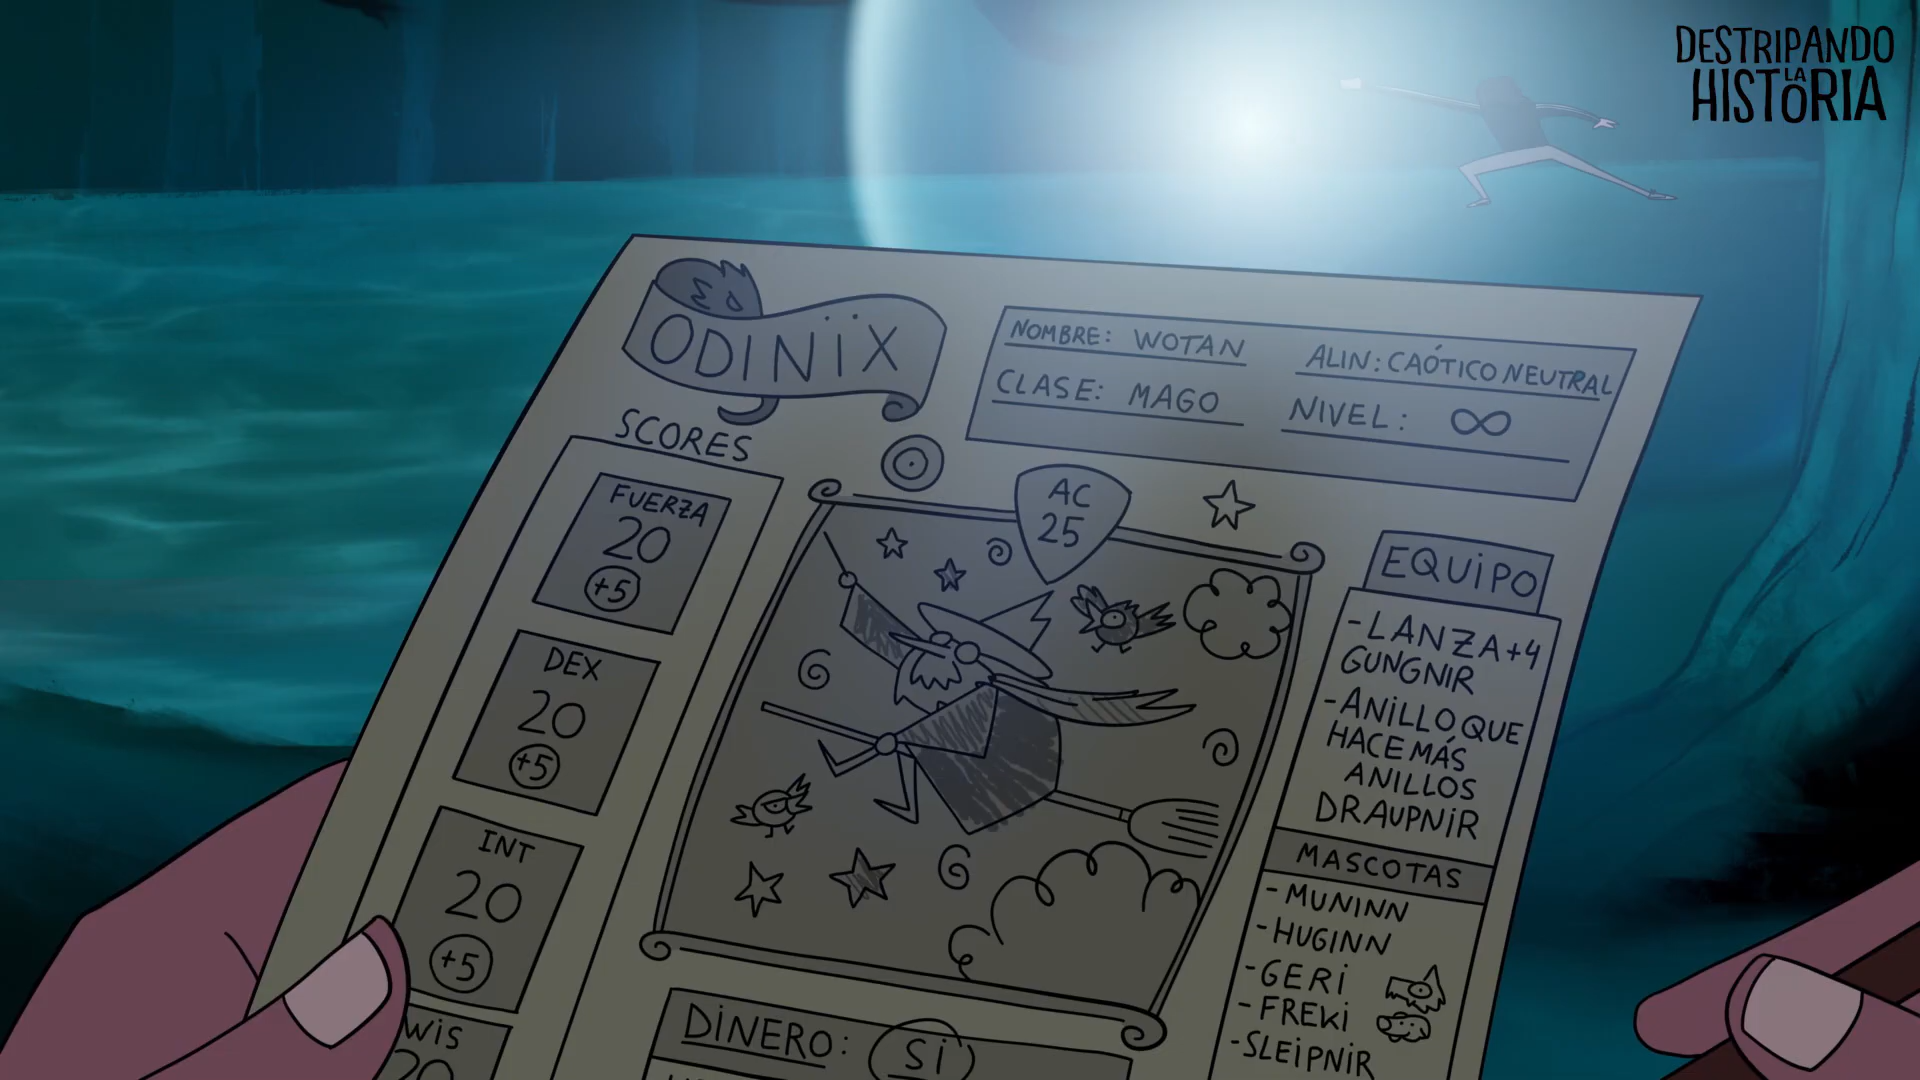 DESTRIPANDO
LA
HISTORIA
ODINIX
NOMBRE: WOTAN
ALIN: CAÓTICO NEUTRAL
CLASE: MAGO
NIVEL: ∞
SCORES
FUERZA
20
+5
DEX
20
+5
INT
20
+5
WIS
20
AC
25
EQUIPO
-LANZA+4
GUNGNIR
-ANILLO QUE
HACE MÁS
ANILLOS
DRAUPNIR
MASCOTAS
-MUNINN
-HUGINN
-GERI
-FREKI
-SLEIPNIR
DINERO: SÍ